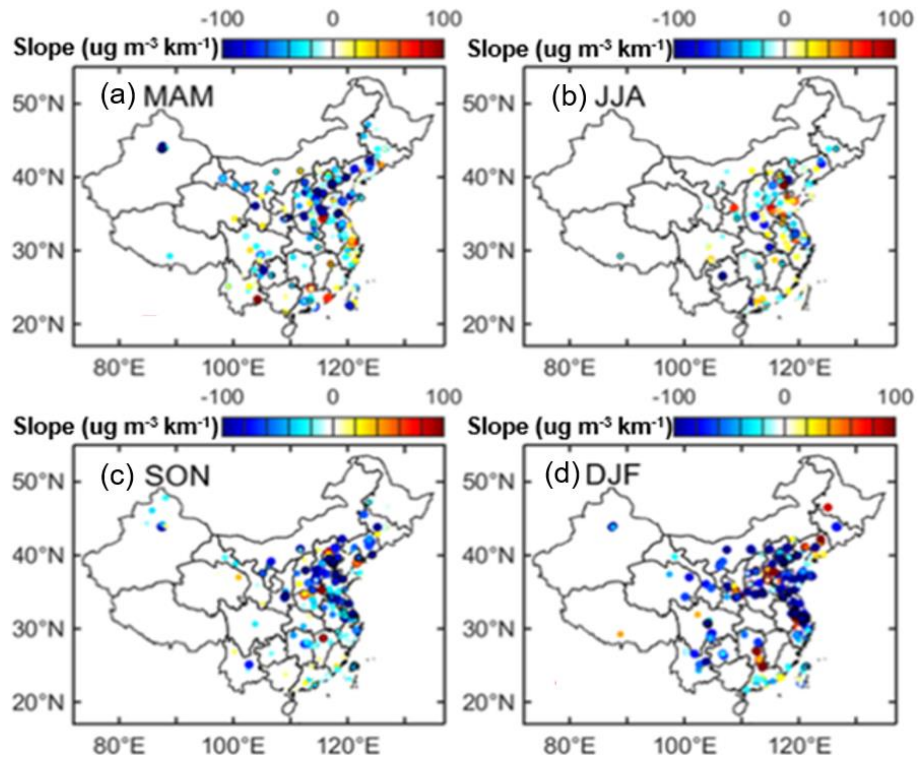 -100 0 100 -100 0 100
Slope (ug m-3 km-1) Slope (ug m-3 km-1)
(a) MAM (b) JJA
50°N 50°N
40°N 40°N
30°N 30°N
20°N 20°N
80°E 100°E 120°E 80°E 100°E 120°E
-100 0 100 -100 0 100
Slope (ug m-3 km-1) Slope (ug m-3 km-1)
(c) SON (d) DJF
50°N 50°N
40°N 40°N
30°N 30°N
20°N 20°N
80°E 100°E 120°E 80°E 100°E 120°E